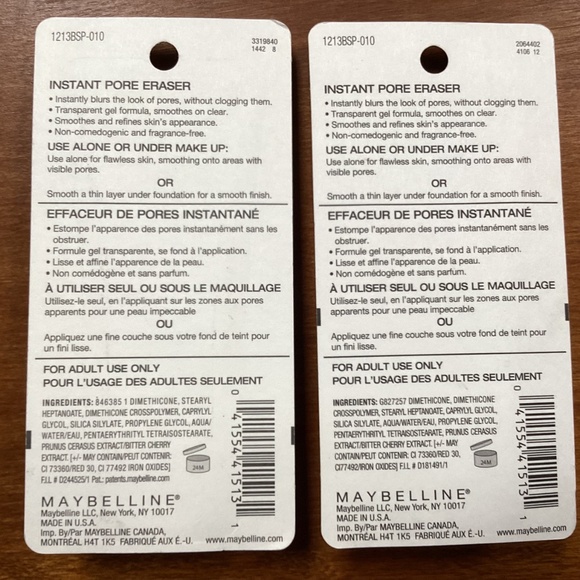 1213BSP-010
3319840
1442 8
INSTANT PORE ERASER
• Instantly blurs the look of pores, without clogging them.
• Transparent gel formula, smoothes on clear.
• Smoothes and refines skin's appearance.
• Non-comedogenic and fragrance-free.
USE ALONE OR UNDER MAKE UP:
Use alone for flawless skin, smoothing onto areas with
visible pores.
OR
Smooth a thin layer under foundation for a smooth finish.
EFFACEUR DE PORES INSTANTANÉ
• Estompe l'apparence des pores instantanément sans les
obstruer.
• Formule gel transparente, se fond à l'application.
• Lisse et affine l'apparence de la peau.
• Non comédogène et sans parfum.
À UTILISER SEUL OU SOUS LE MAQUILLAGE
Utilisez-le seul, en l'appliquant sur les zones aux pores
apparents pour une peau impeccable
OU
Appliquez une fine couche sous votre fond de teint pour
un fini lisse.
FOR ADULT USE ONLY
POUR L'USAGE DES ADULTES SEULEMENT
INGREDIENTS: 846385 1 DIMETHICONE, STEARYL
HEPTANOATE, DIMETHICONE CROSSPOLYMER, CAPRYLYL
GLYCOL, SILICA SILYLATE, PROPYLENE GLYCOL, AQUA/
WATER/EAU, PENTAERYTHRITYL TETRAISOSTEARATE,
PRUNUS CERASUS EXTRACT/BITTER CHERRY
EXTRACT. [+/- MAY
CONTAIN/PEUT CONTENIR:
CI 73360/RED 30, CI 77492 IRON OXIDES]
F.I.L # D244525/1 Pat.: patents.maybelline.com
24M
0 41554 41513 1
MAYBELLINE®
Maybelline LLC, New York, NY 10017
MADE IN U.S.A.
Imp. By/Par MAYBELLINE CANADA,
MONTRÉAL H4T 1K5 FABRIQUÉ AUX É.-U.
www.maybelline.com
1213BSP-010
2064402
4106 12
INSTANT PORE ERASER
• Instantly blurs the look of pores, without clogging them.
• Transparent gel formula, smoothes on clear.
• Smoothes and refines skin's appearance.
• Non-comedogenic and fragrance-free.
USE ALONE OR UNDER MAKE UP:
Use alone for flawless skin, smoothing onto areas with
visible pores.
OR
Smooth a thin layer under foundation for a smooth finish.
EFFACEUR DE PORES INSTANTANÉ
• Estompe l'apparence des pores instantanément sans les
obstruer.
• Formule gel transparente, se fond à l'application.
• Lisse et affine l'apparence de la peau.
• Non comédogène et sans parfum.
À UTILISER SEUL OU SOUS LE MAQUILLAGE
Utilisez-le seul, en l'appliquant sur les zones aux pores
apparents pour une peau impeccable
OU
Appliquez une fine couche sous votre fond de teint pour
un fini lisse.
FOR ADULT USE ONLY
POUR L'USAGE DES ADULTES SEULEMENT
INGREDIENTS: G827257 DIMETHICONE, DIMETHICONE
CROSSPOLYMER, STEARYL HEPTANOATE, CAPRYLYL GLYCOL,
SILICA SILYLATE, AQUA/WATER/EAU, PROPYLENE GLYCOL,
PENTAERYTHRITYL TETRAISOSTEARATE, PRUNUS CERASUS
EXTRACT/BITTER CHERRY
EXTRACT. [+/- MAY
CONTAIN/PEUT CONTENIR:
CI 73360/RED 30,
CI77492/IRON OXIDES] F.I.L # D181491/1
24M
0 41554 41513 1
MAYBELLINE®
Maybelline LLC, New York, NY 10017
MADE IN U.S.A.
Imp. By/Par MAYBELLINE CANADA,
MONTRÉAL H4T 1K5 FABRIQUÉ AUX É.-U.
www.maybelline.com